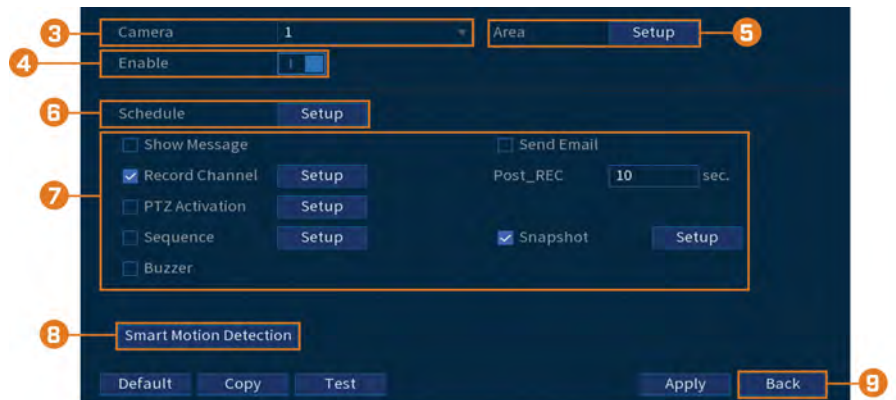 3 Camera 1 Area Setup 5
4 Enable
6 Schedule Setup
Show Message Send Email
Record Channel Setup Post_REC 10 sec.
7 PTZ Activation Setup
Sequence Setup Snapshot Setup
Buzzer
8 Smart Motion Detection
Default Copy Test Apply Back 9